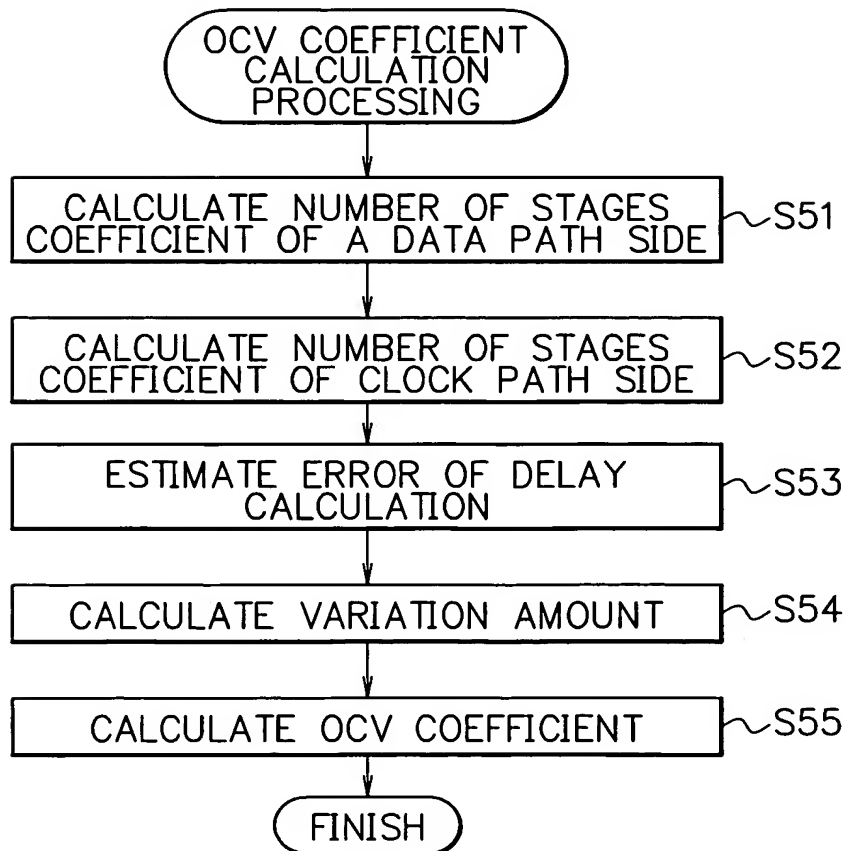 OCV COEFFICIENT
CALCULATION
PROCESSING
CALCULATE NUMBER OF STAGES
COEFFICIENT OF A DATA PATH SIDE
S51
CALCULATE NUMBER OF STAGES
COEFFICIENT OF CLOCK PATH SIDE
S52
ESTIMATE ERROR OF DELAY
CALCULATION
S53
CALCULATE VARIATION AMOUNT
S54
CALCULATE OCV COEFFICIENT
S55
FINISH